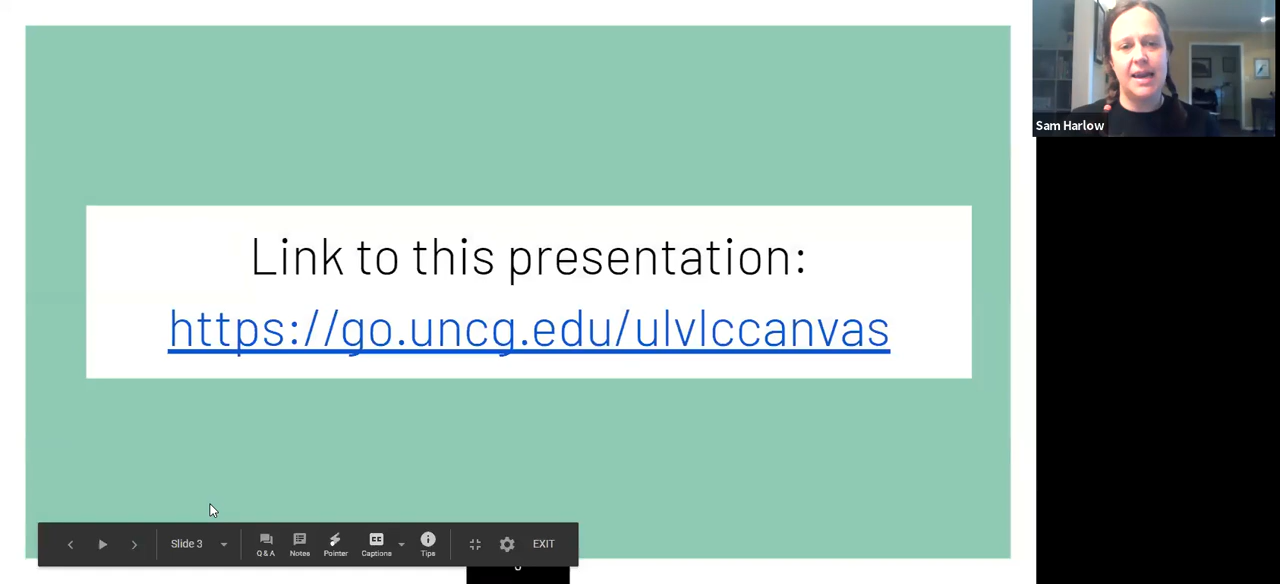 Sam Harlow
Link to this presentation:
https://go.uncg.edu/ulvlccanvas
Slide 3
Q & A
Notes
Pointer
Captions
Tips
EXIT